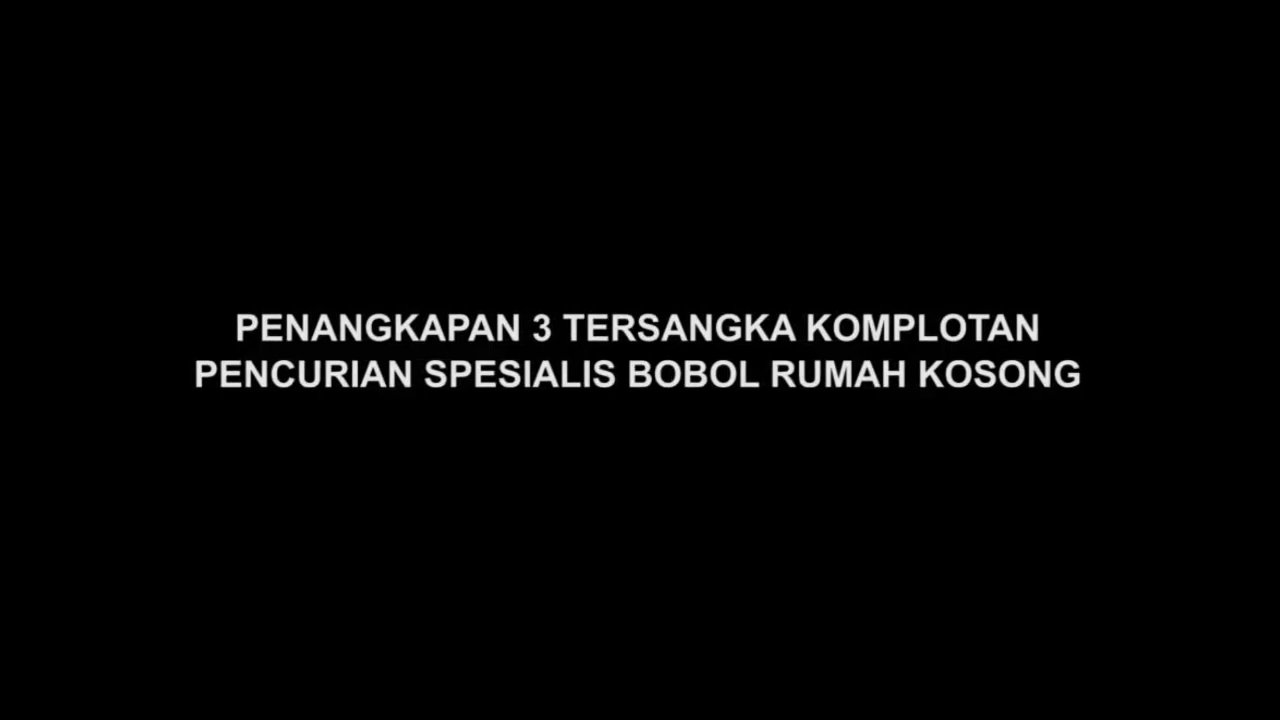 PENANGKAPAN 3 TERSANGKA KOMPLOTAN
PENCURIAN SPESIALIS BOBOL RUMAH KOSONG